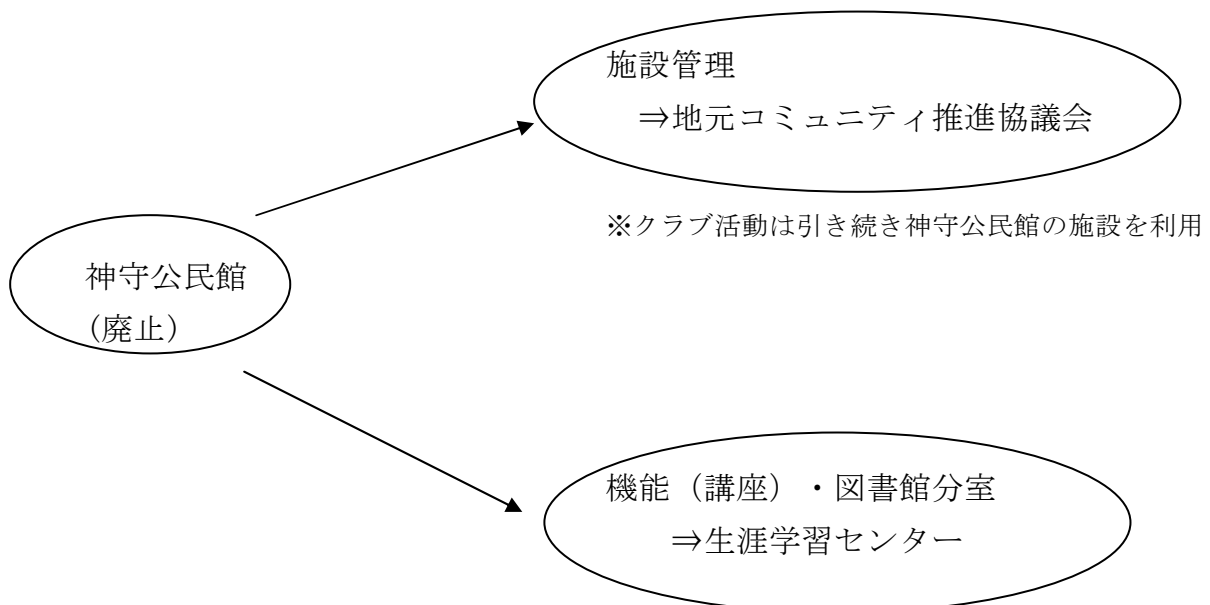 施設管理
⇒地元コミュニティ推進協議会
※クラブ活動は引き続き神守公民館の施設を利用
神守公民館
（廃止）
機能（講座）・図書館分室
⇒生涯学習センター